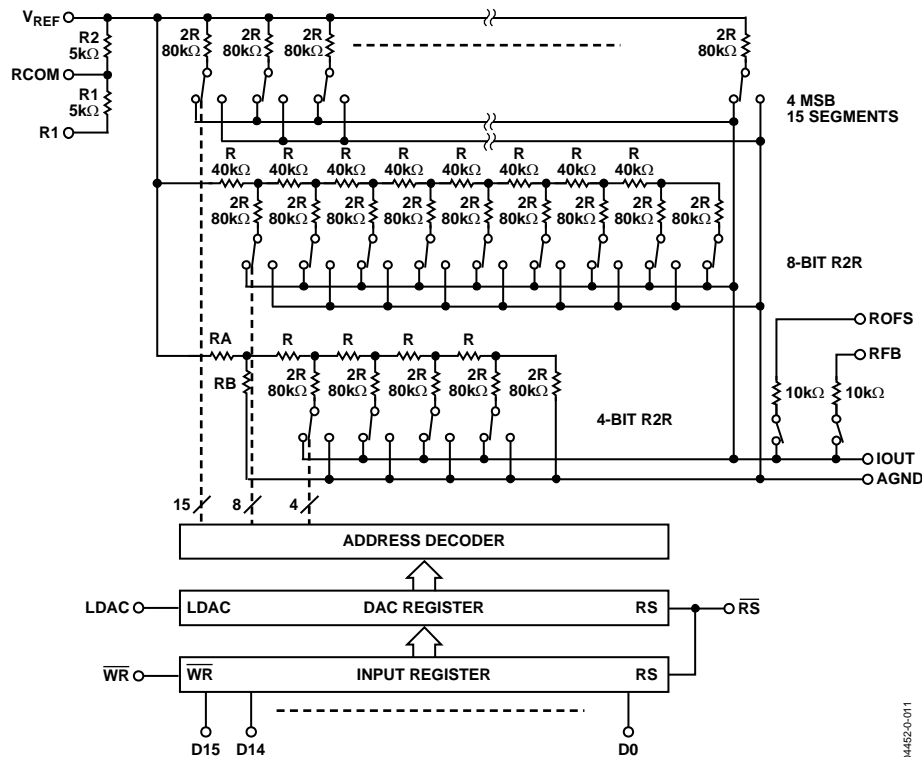 VREF
R2
5kΩ
RCOM
R1
5kΩ
R1
2R 2R 2R 2R
80kΩ 80kΩ 80kΩ 80kΩ
4 MSB
15 SEGMENTS
R R R R R R R R
40kΩ 40kΩ 40kΩ 40kΩ 40kΩ 40kΩ 40kΩ 40kΩ
2R 2R 2R 2R 2R 2R 2R 2R 2R
80kΩ 80kΩ 80kΩ 80kΩ 80kΩ 80kΩ 80kΩ 80kΩ 80kΩ
8-BIT R2R
ROFS
RA R R R R
RFB
RB
2R 2R 2R 2R 2R
80kΩ 80kΩ 80kΩ 80kΩ 80kΩ
10kΩ 10kΩ
4-BIT R2R
IOUT
AGND
15 8 4
ADDRESS DECODER
LDAC LDAC DAC REGISTER RS RS
WR WR INPUT REGISTER RS
D15 D14 D0
04452-0-011